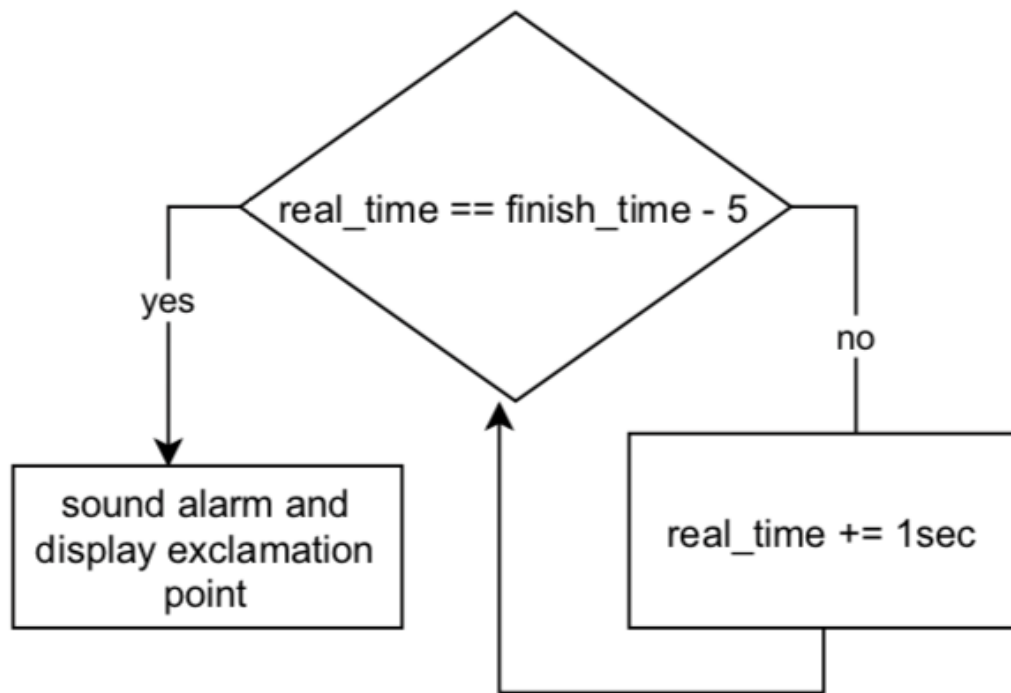 real_time == finish_time - 5
yes
no
sound alarm and
display exclamation
point
real_time += 1sec